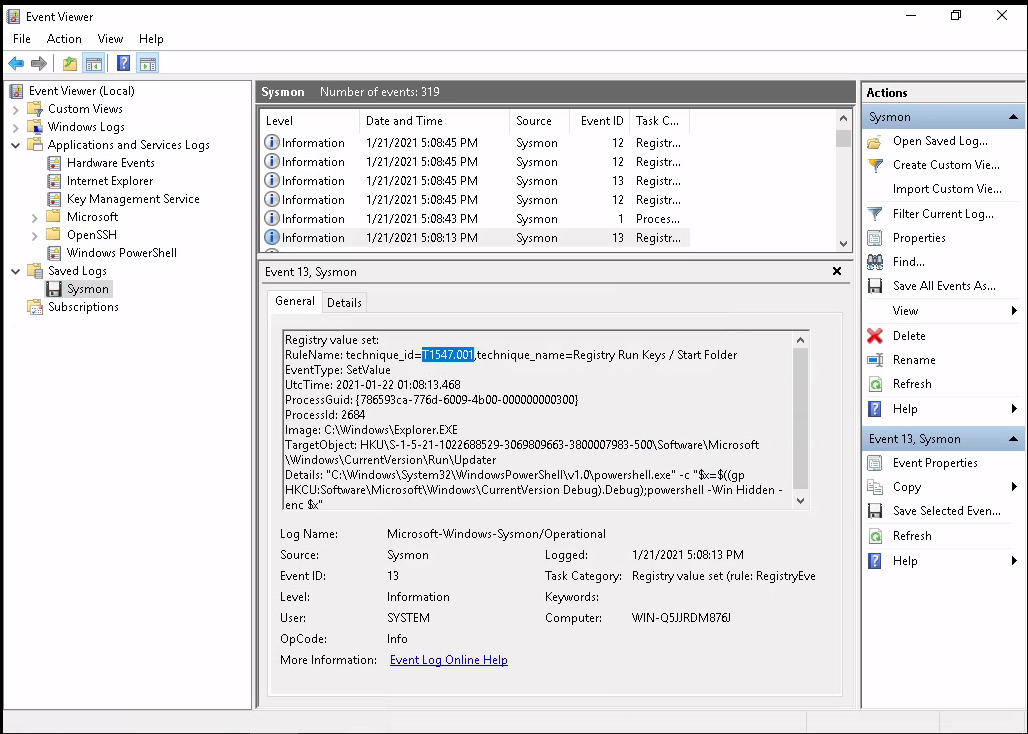 Event Viewer
File Action View Help
Event Viewer (Local)
Custom Views
Windows Logs
Applications and Services Logs
Hardware Events
Internet Explorer
Key Management Service
Microsoft
OpenSSH
Windows PowerShell
Saved Logs
Sysmon
Subscriptions
Sysmon Number of events: 319
Level Date and Time Source Event ID Task C...
Information 1/21/2021 5:08:45 PM Sysmon 12 Registr...
Information 1/21/2021 5:08:45 PM Sysmon 12 Registr...
Information 1/21/2021 5:08:45 PM Sysmon 13 Registr...
Information 1/21/2021 5:08:45 PM Sysmon 12 Registr...
Information 1/21/2021 5:08:43 PM Sysmon 1 Proces...
Information 1/21/2021 5:08:13 PM Sysmon 13 Registr...
Event 13, Sysmon
General Details
Registry value set:
RuleName: technique_id=T1547.001,technique_name=Registry Run Keys / Start Folder
EventType: SetValue
UtcTime: 2021-01-22 01:08:13.468
ProcessGuid: {786593ca-776d-6009-4b00-000000000300}
ProcessId: 2684
Image: C:\Windows\Explorer.EXE
TargetObject: HKU\S-1-5-21-1022688529-3069809663-3800007983-500\Software\Microsoft
\Windows\CurrentVersion\Run\Updater
Details: "C:\Windows\System32\WindowsPowerShell\v1.0\powershell.exe" -c "$x=$((gp
HKCU:Software\Microsoft\Windows\CurrentVersion Debug).Debug);powershell -Win Hidden -
enc $x"
Log Name: Microsoft-Windows-Sysmon/Operational
Source: Sysmon Logged: 1/21/2021 5:08:13 PM
Event ID: 13 Task Category: Registry value set (rule: RegistryEve
Level: Information Keywords:
User: SYSTEM Computer: WIN-Q5JJRDM876J
OpCode: Info
More Information: Event Log Online Help
Actions
Sysmon
Open Saved Log...
Create Custom Vie...
Import Custom Vie...
Filter Current Log...
Properties
Find...
Save All Events As...
View
Delete
Rename
Refresh
Help
Event 13, Sysmon
Event Properties
Copy
Save Selected Even...
Refresh
Help